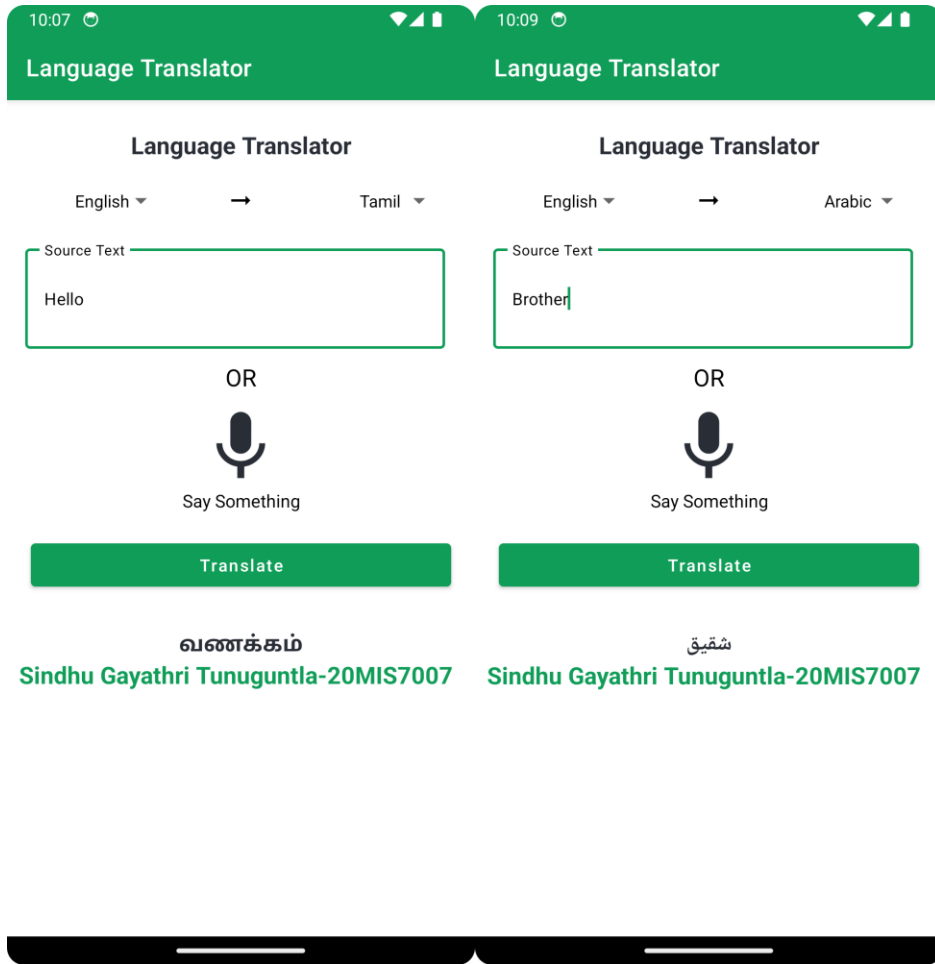 10:07
Language Translator
Language Translator
English
Tamil
Source Text
Hello
OR
Say Something
Translate
வணக்கம்
Sindhu Gayathri Tunuguntla-20MIS7007
10:09
Language Translator
Language Translator
English
Arabic
Source Text
Brother
OR
Say Something
Translate
شقيق
Sindhu Gayathri Tunuguntla-20MIS7007